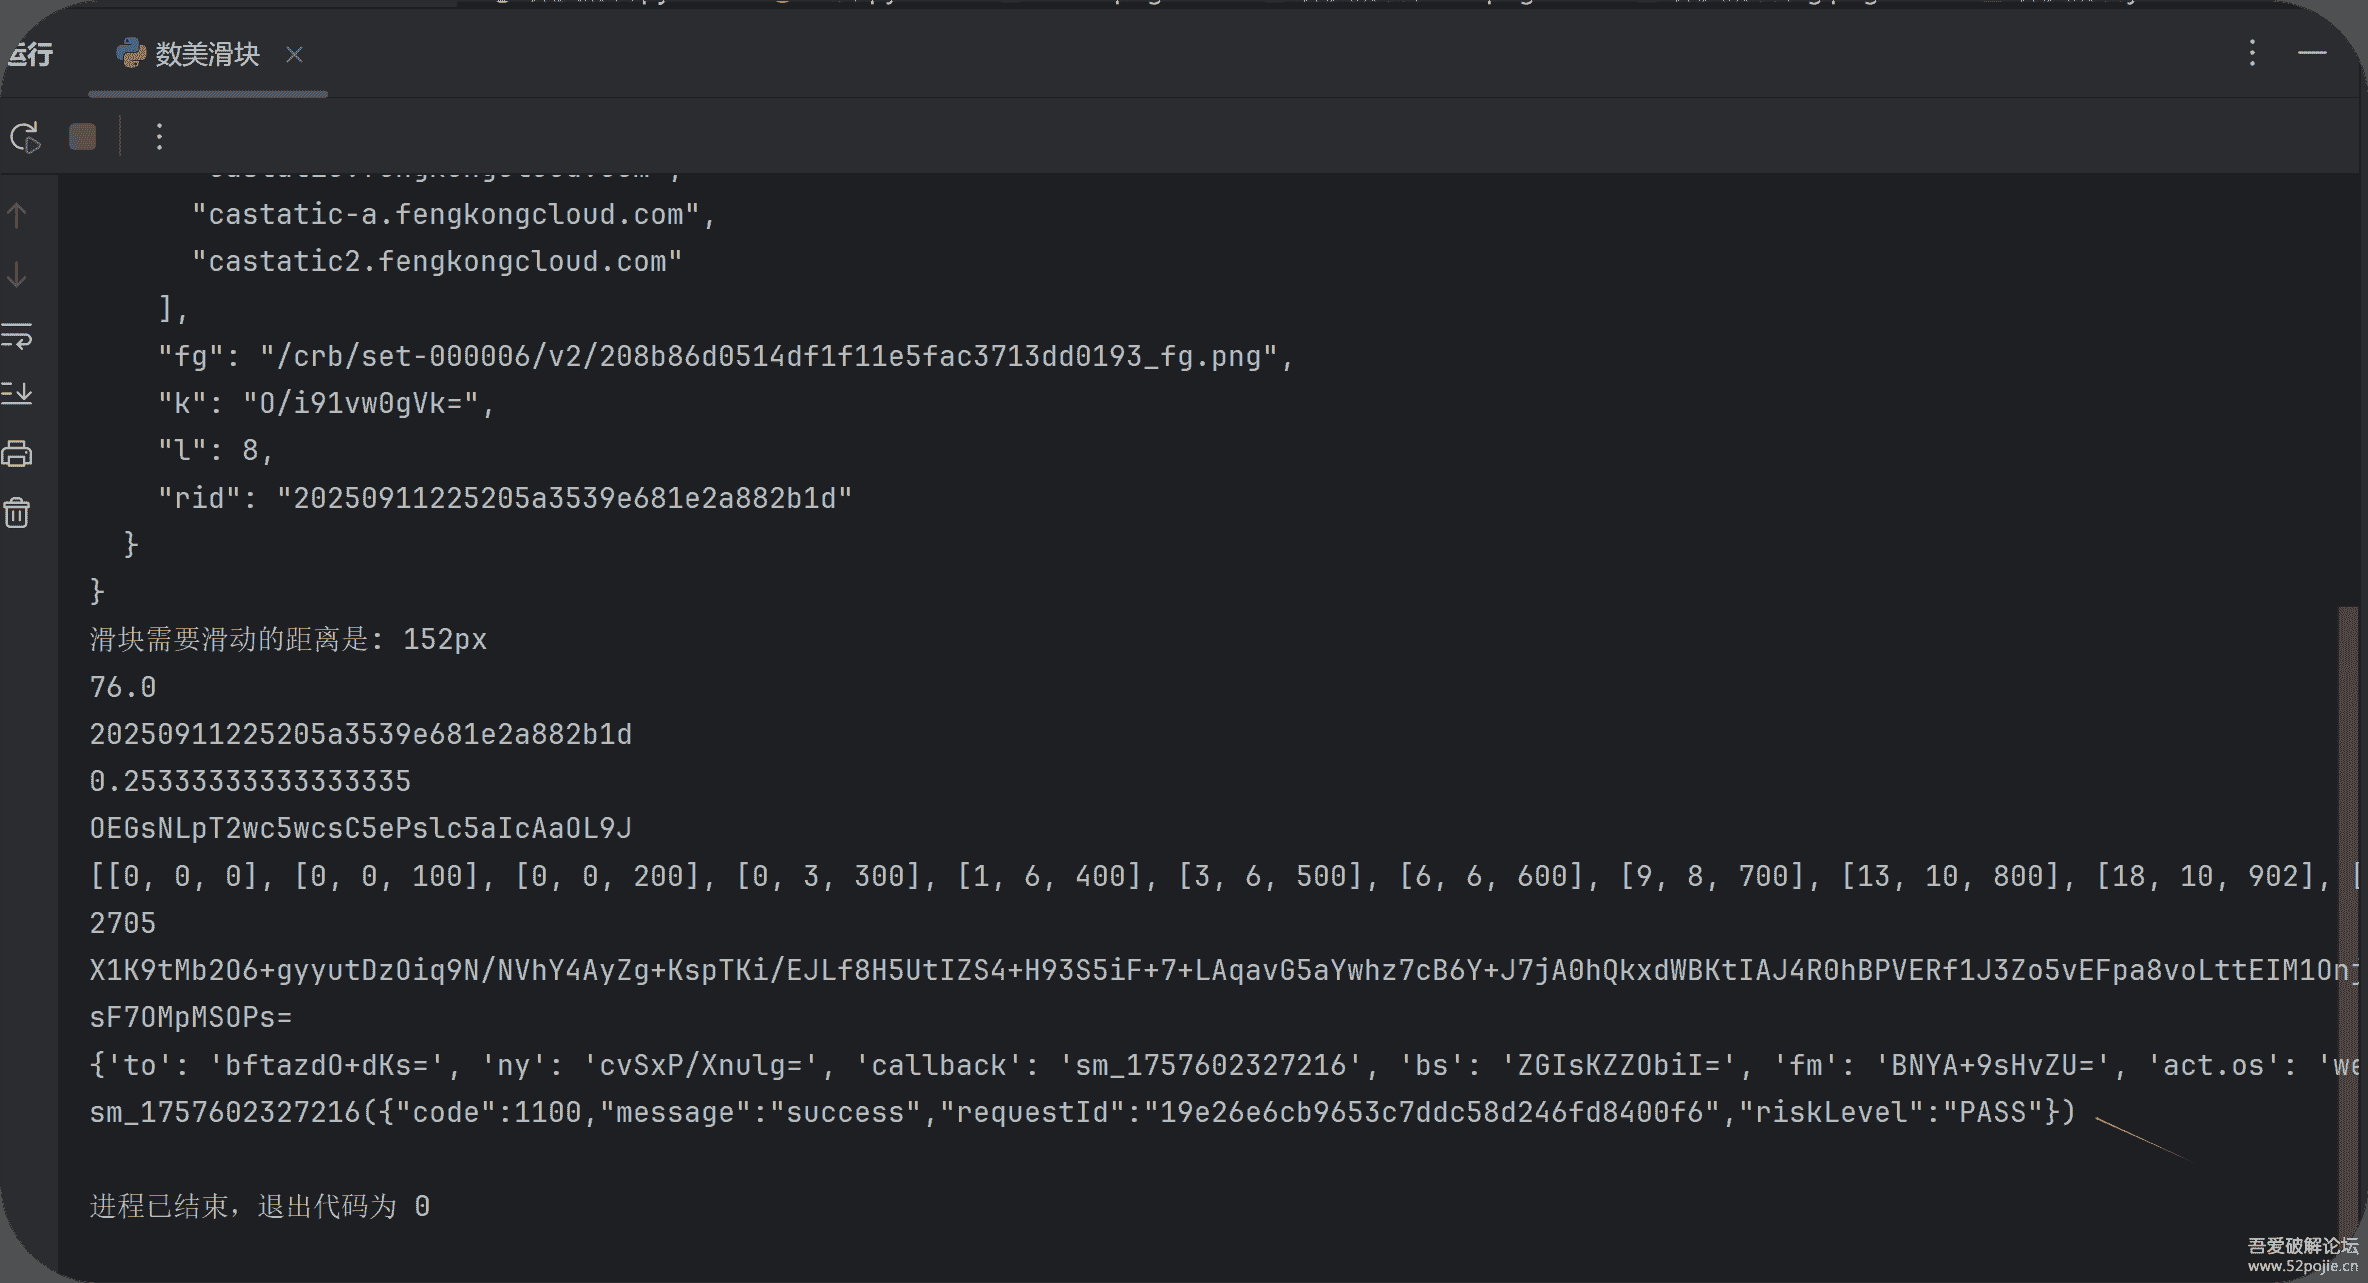 运行
数美滑块
"castatic-a.fengkongcloud.com",
"castatic2.fengkongcloud.com"
],
"fg": "/crb/set-000006/v2/208b86d0514df1f11e5fac3713dd0193_fg.png",
"k": "O/i91vw0gVk=",
"l": 8,
"rid": "20250911225205a3539e681e2a882b1d"
}
}
滑块需要滑动的距离是: 152px
76.0
20250911225205a3539e681e2a882b1d
0.25333333333333335
OEGsNLpT2wc5wcsC5ePslc5aIcAaOL9J
[[0, 0, 0], [0, 0, 100], [0, 0, 200], [0, 3, 300], [1, 6, 400], [3, 6, 500], [6, 6, 600], [9, 8, 700], [13, 10, 800], [18, 10, 902], [
2705
X1K9tMb2O6+gyyutDzOiq9N/NVhY4AyZg+KspTKi/EJLf8H5UtIZS4+H93S5iF+7+LAqavG5aYwhz7cB6Y+J7jA0hQkxdWBKtIAJ4R0hBPVERf1J3Zo5vEFpa8voLttEIM1On
sF7OMpMSOPs=
{'to': 'bftazdO+dKs=', 'ny': 'cvSxP/Xnulg=', 'callback': 'sm_1757602327216', 'bs': 'ZGIsKZZObiI=', 'fm': 'BNYA+9sHvZU=', 'act.os': 'we
sm_1757602327216({"code":1100,"message":"success","requestId":"19e26e6cb9653c7ddc58d246fd8400f6","riskLevel":"PASS"})
进程已结束，退出代码为 0
吾爱破解论坛
www.52pojie.cn